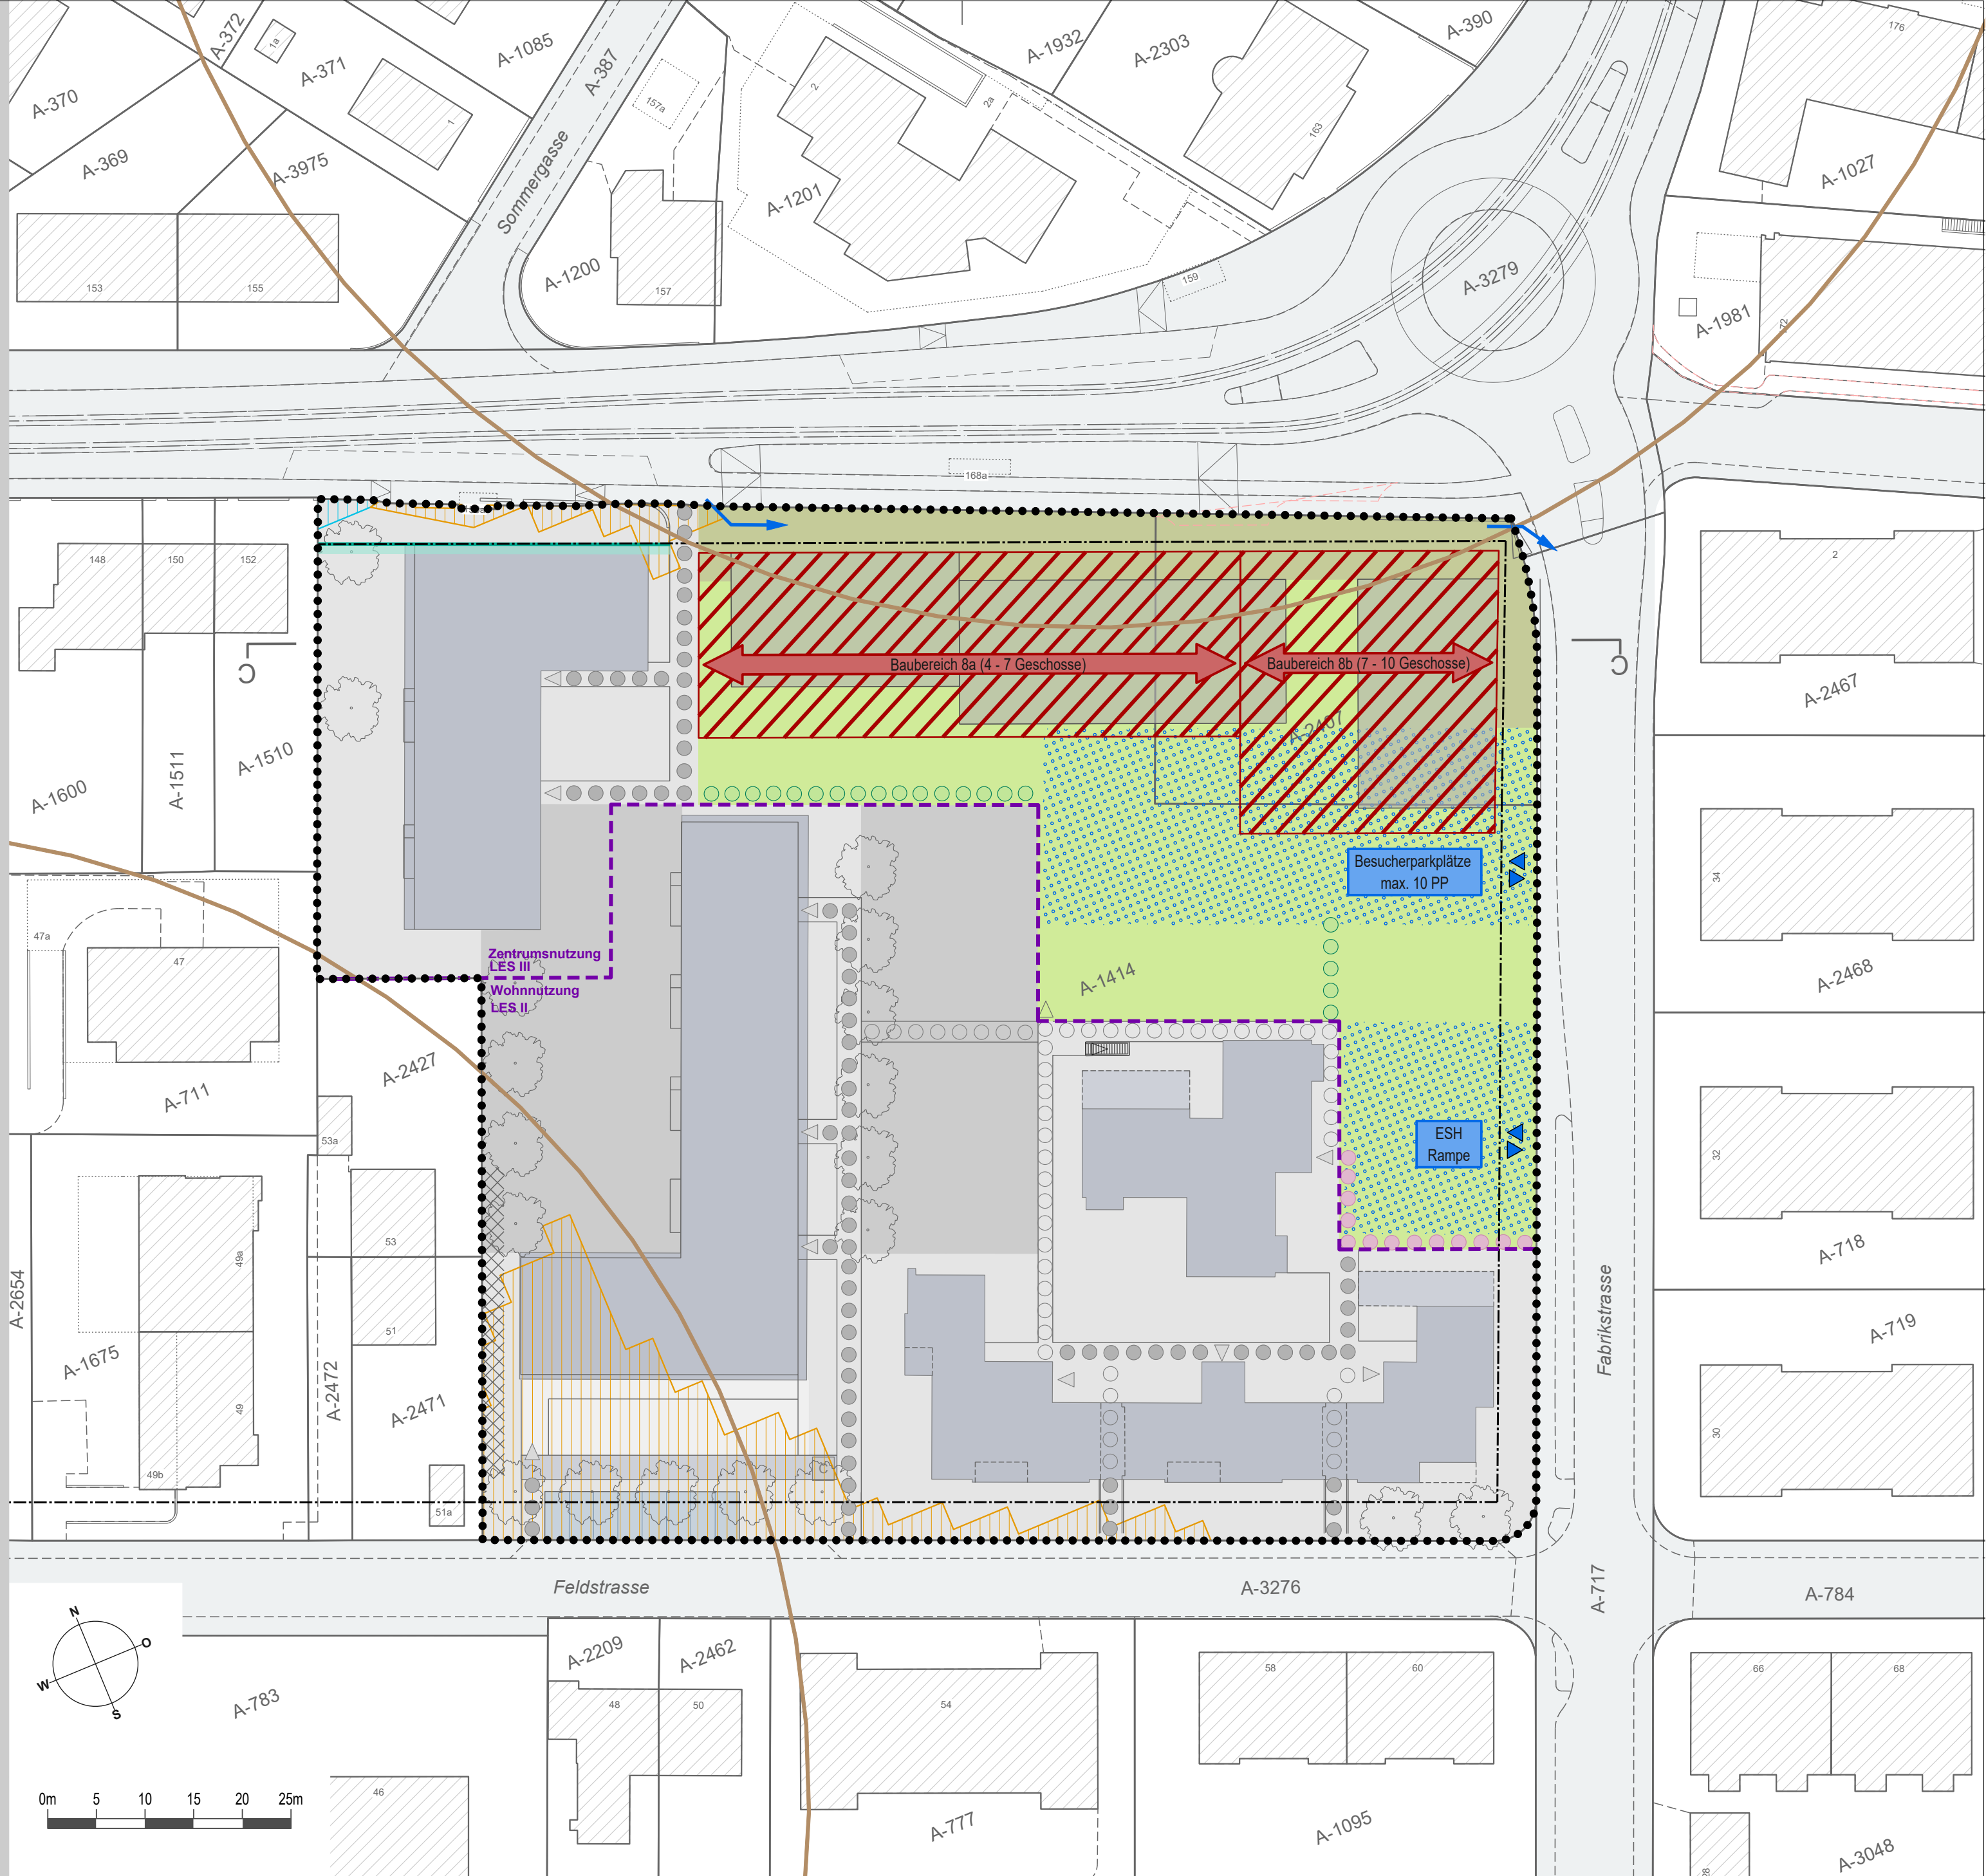 A-372
1a
A-371
A-1085
A-387
A-370
1
157a
2
2a
A-1932
A-2303
A-390
176
163
A-369
A-3975
Sommergasse
A-1201
A-1027
A-1200
A-3279
153
155
157
159
A-1981
72
168a
148
150
152
2
C
C
Baubereich 8a (4 - 7 Geschosse)
Baubereich 8b (7 - 10 Geschosse)
A-2467
A-2407
A-1600
A-1511
A-1510
Besucherparkplätze
max. 10 PP
34
47a
47
Zentrumsnutzung
LES III
Wohnnutzung
LES II
A-1414
A-2468
A-711
A-2427
53a
ESH
Rampe
32
49a
53
A-718
A-2654
51
Fabrikstrasse
A-719
A-1675
A-2472
A-2471
49
30
49b
51a
Feldstrasse
A-3276
A-717
A-784
N
O
W
S
A-783
A-2209
A-2462
48
50
54
58
60
66
68
0m
5
10
15
20
25m
46
A-777
A-1095
A-3048
28